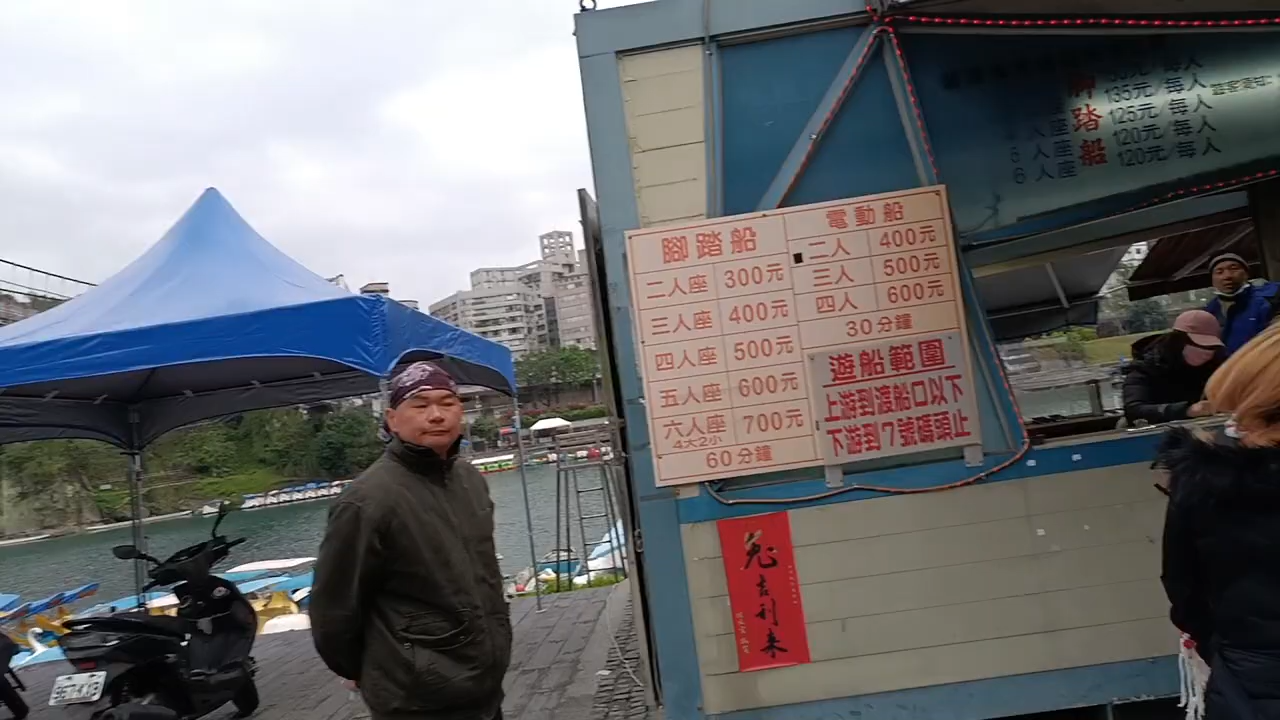 腳踏船
二人座 300元
三人座 400元
四人座 500元
五人座 600元
六人座 700元
4大2小
60分鐘
電動船
二人 400元
三人 500元
四人 600元
30分鐘
遊船範圍
上游到渡船口以下
下游到7號碼頭止
腳踏船
135元/每人
人座 125元/每人
5人座 120元/每人
6人座 120元/每人
兔吉利來